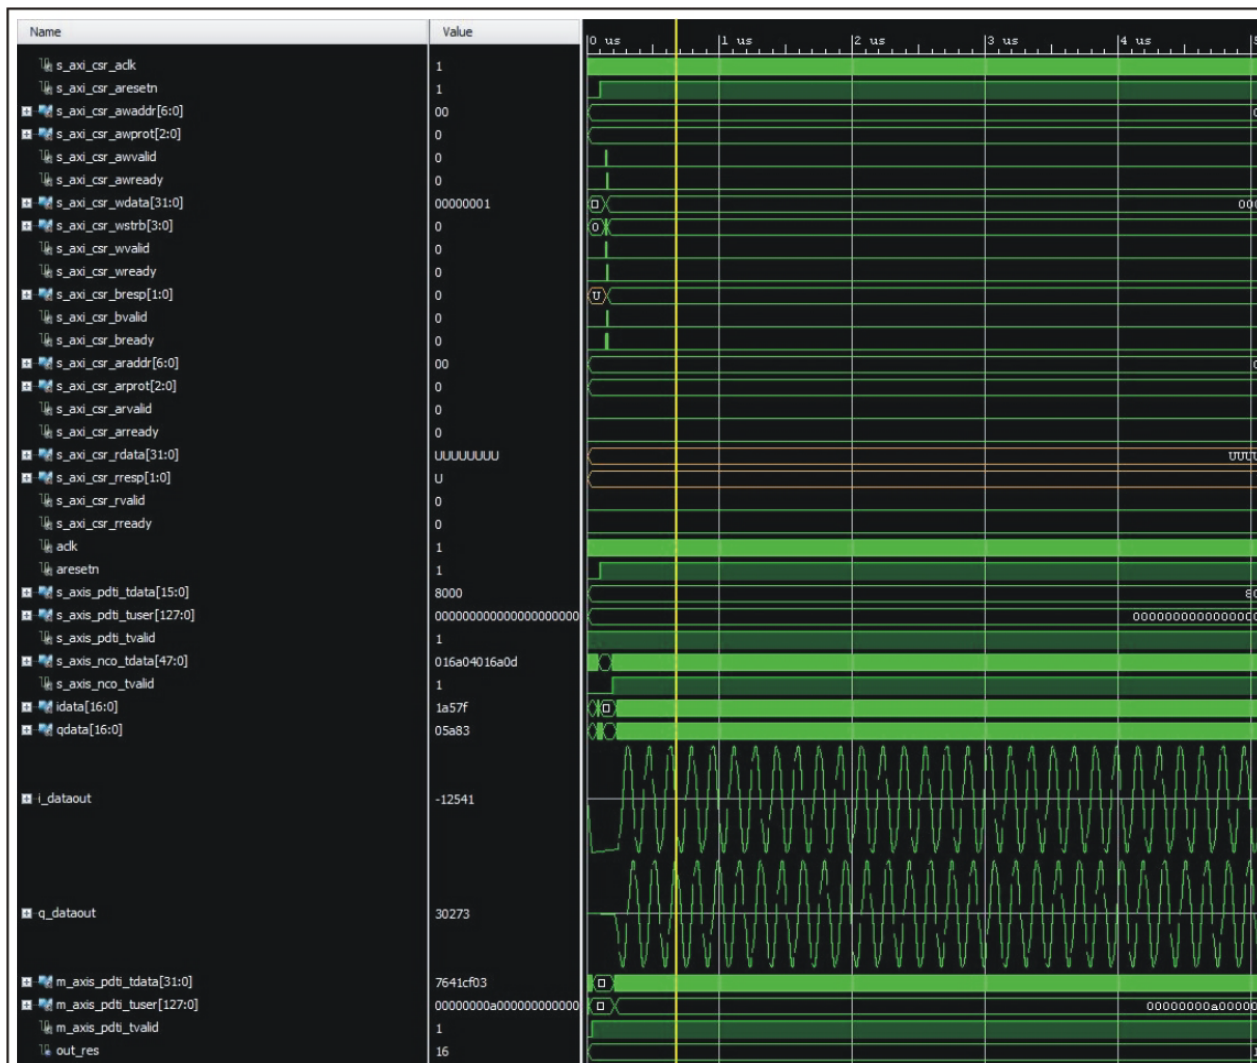 Name Value
0 us 1 us 2 us 3 us 4 us
s_axi_csr_aclk 1
s_axi_csr_aresetn 1
s_axi_csr_awaddr[6:0] 00
s_axi_csr_awprot[2:0] 0
s_axi_csr_awvalid 0
s_axi_csr_awready 0
s_axi_csr_wdata[31:0] 00000001 000
s_axi_csr_wstrb[3:0] 0 0
s_axi_csr_wvalid 0
s_axi_csr_wready 0
s_axi_csr_bresp[1:0] 0 U
s_axi_csr_bvalid 0
s_axi_csr_bready 0
s_axi_csr_araddr[6:0] 00
s_axi_csr_arprot[2:0] 0
s_axi_csr_arvalid 0
s_axi_csr_arready 0
s_axi_csr_rdata[31:0] UUUUUUUU UUUU
s_axi_csr_rresp[1:0] U
s_axi_csr_rvalid 0
s_axi_csr_rready 0
aclk 1
aresetn 1
s_axis_pdti_tdata[15:0] 8000 80
s_axis_pdti_tuser[127:0] 0000000000000000000000 0000000000000000
s_axis_pdti_tvalid 1
s_axis_nco_tdata[47:0] 016a04016a0d
s_axis_nco_tvalid 1
idata[16:0] 1a57f
qdata[16:0] 05a83
i_dataout -12541
q_dataout 30273
m_axis_pdti_tdata[31:0] 7641cf03
m_axis_pdti_tuser[127:0] 00000000a0000000000000 00000000a00000
m_axis_pdti_tvalid 1
out_res 16